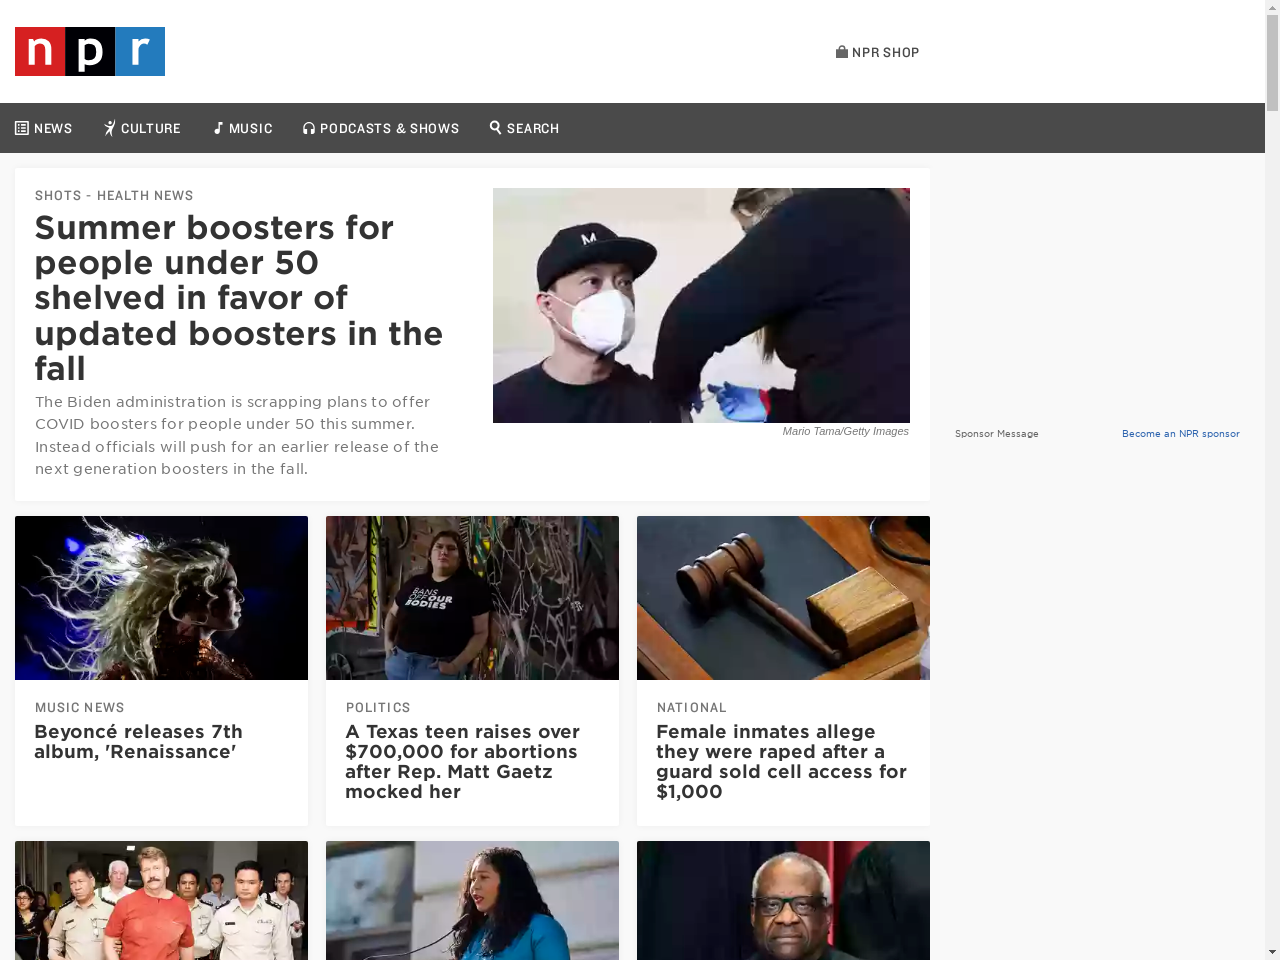 npr
NPR SHOP
NEWS
CULTURE
MUSIC
PODCASTS & SHOWS
SEARCH
SHOTS - HEALTH NEWS
Summer boosters for
people under 50
shelved in favor of
updated boosters in the
fall
The Biden administration is scrapping plans to offer
COVID boosters for people under 50 this summer.
Instead officials will push for an earlier release of the
next generation boosters in the fall.
M
Mario Tama/Getty Images
Sponsor Message
Become an NPR sponsor
BANS
OFF OUR
BODIES
MUSIC NEWS
Beyoncé releases 7th
album, 'Renaissance'
POLITICS
A Texas teen raises over
$700,000 for abortions
after Rep. Matt Gaetz
mocked her
NATIONAL
Female inmates allege
they were raped after a
guard sold cell access for
$1,000